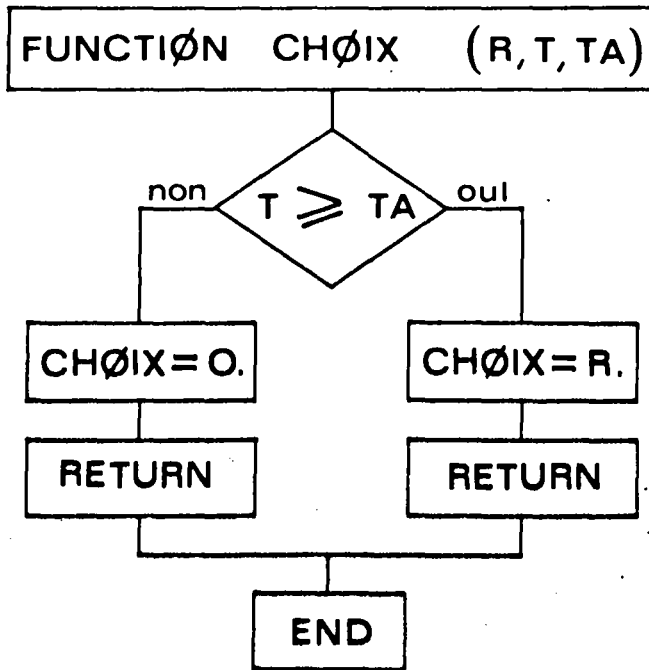 FUNCTIØN CHØIX (R, T, TA)
non T ⩾ TA oui
CHØIX = O. CHØIX = R.
RETURN RETURN
END